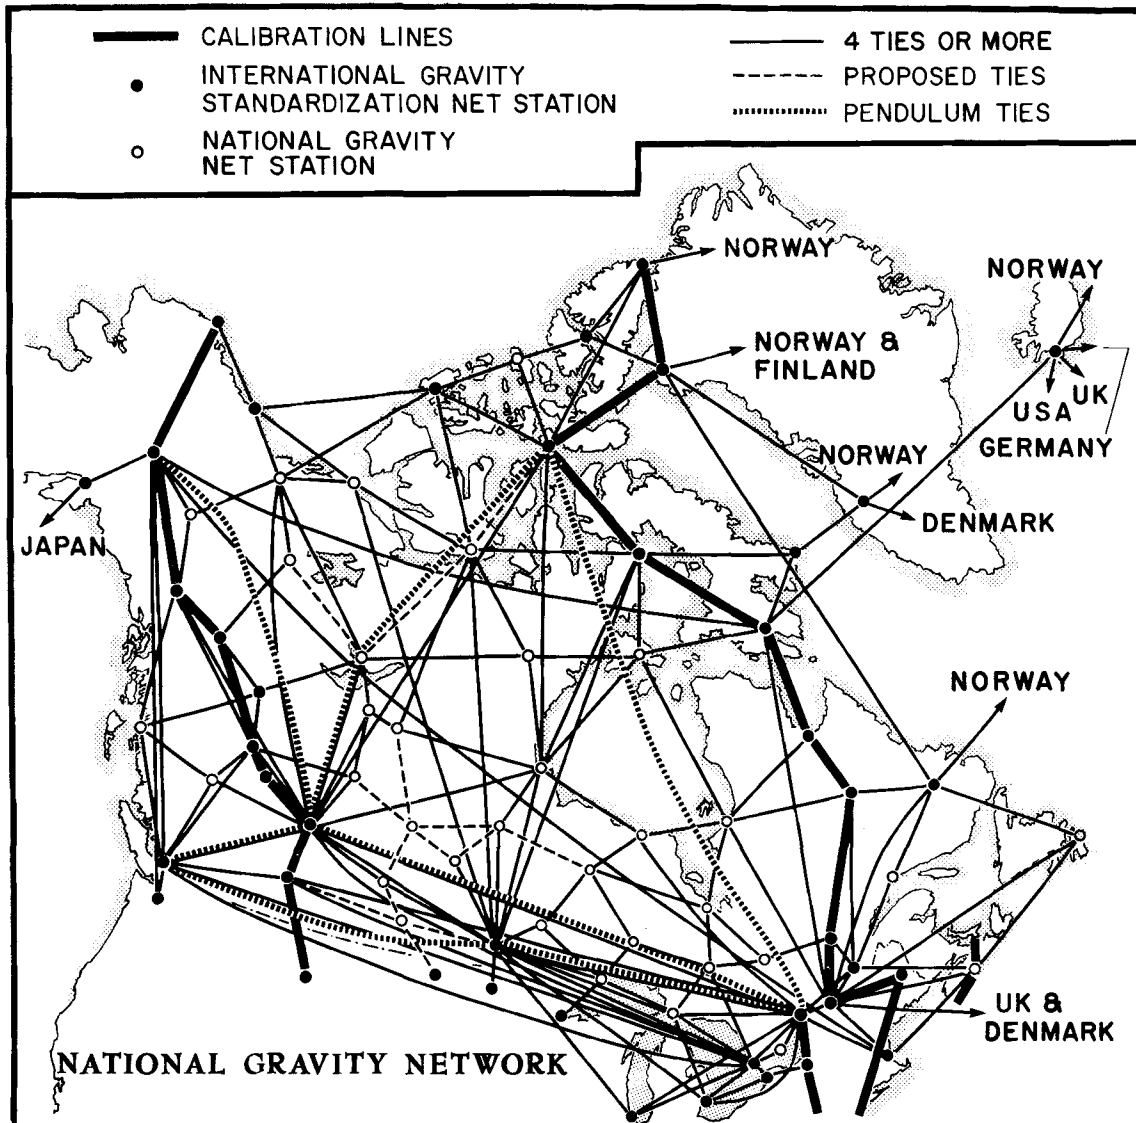 CALIBRATION LINES
INTERNATIONAL GRAVITY
STANDARDIZATION NET STATION
NATIONAL GRAVITY
NET STATION
4 TIES OR MORE
PROPOSED TIES
PENDULUM TIES
NORWAY
NORWAY
NORWAY &
FINLAND
UK
USA
GERMANY
NORWAY
DENMARK
JAPAN
NORWAY
UK &
DENMARK
NATIONAL GRAVITY NETWORK